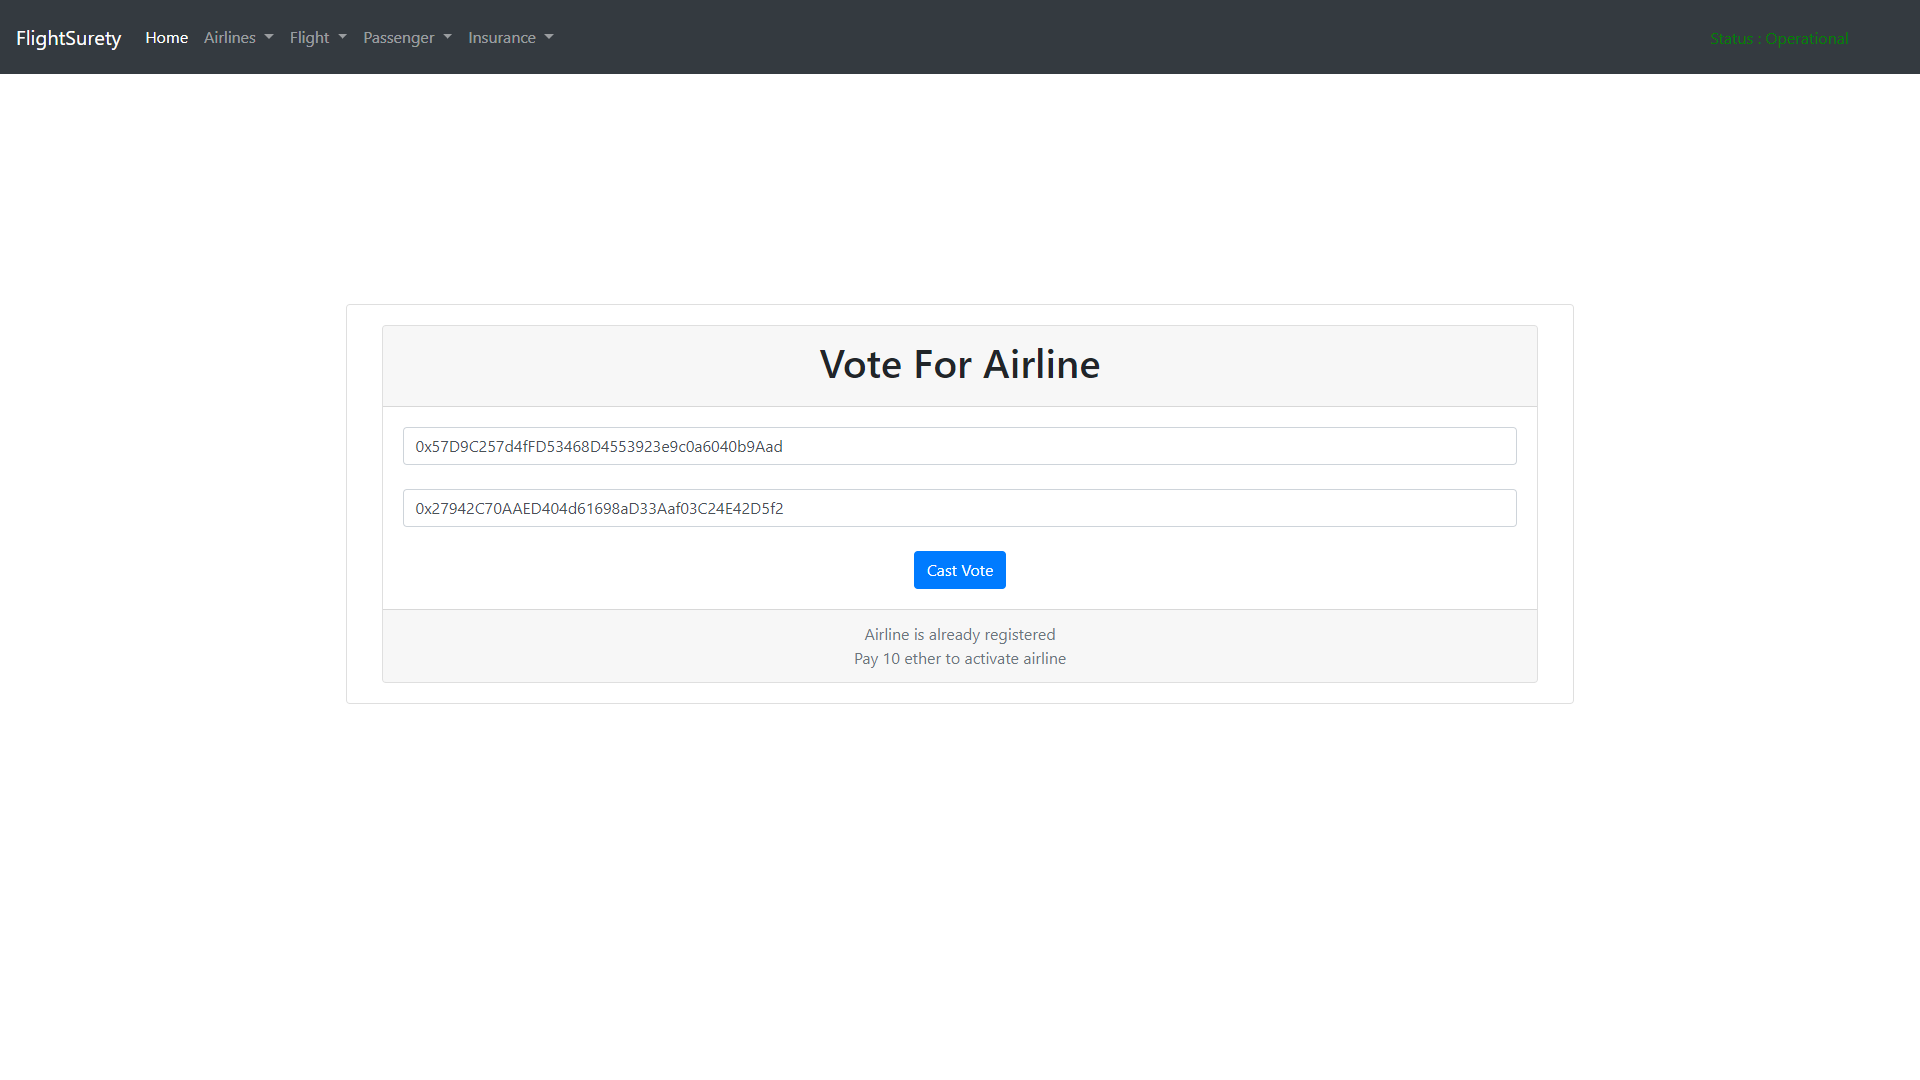 FlightSurety Home Airlines Flight Passenger Insurance Status : Operational
Vote For Airline
0x57D9C257d4fFD53468D4553923e9c0a6040b9Aad
0x27942C70AAED404d61698aD33Aaf03C24E42D5f2
Cast Vote
Airline is already registered
Pay 10 ether to activate airline